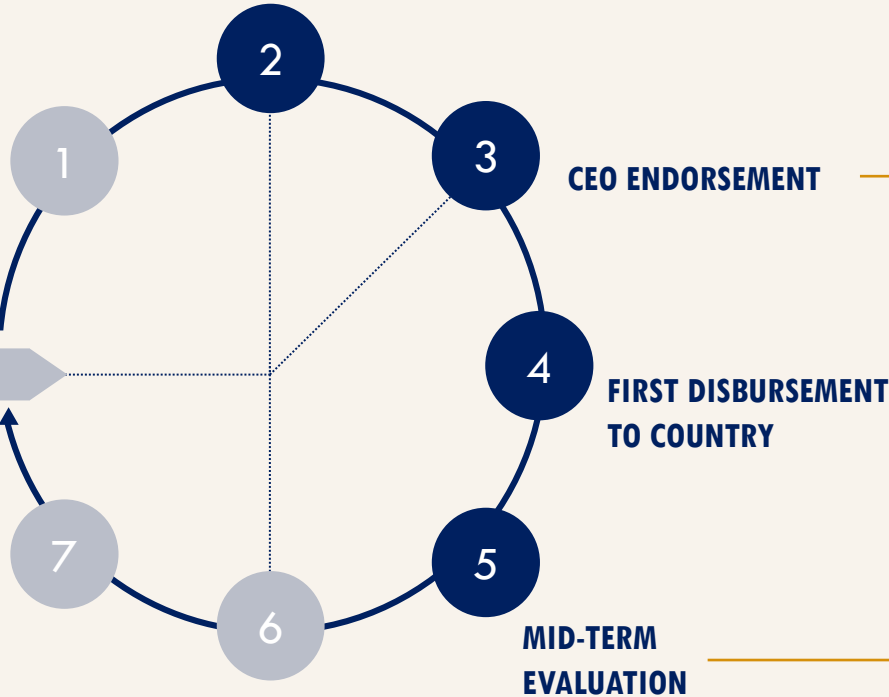 2
1
3
CEO ENDORSEMENT
4
FIRST DISBURSEMENT
TO COUNTRY
7
5
6
MID-TERM
EVALUATION